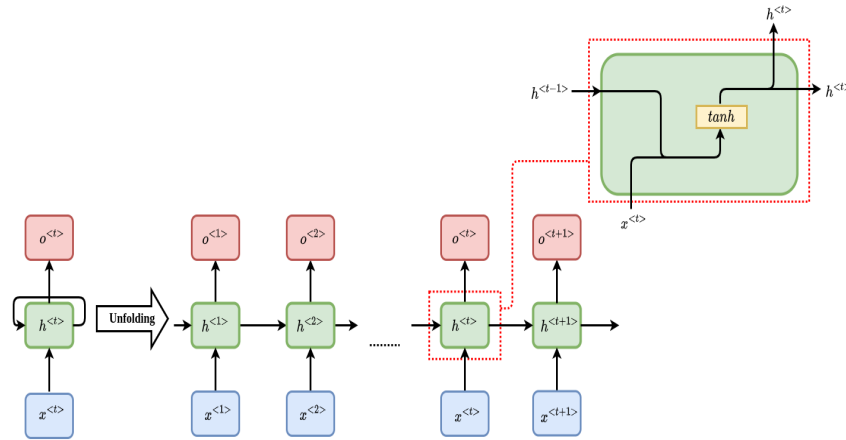 h^{<t>}
h^{<t-1>}
h^{<t
tanh
x^{<t>}
o^{<t>} o^{<1>} o^{<2>} o^{<t>} o^{<t+1>}
h^{<t>} Unfolding h^{<1>} h^{<2>} ......... h^{<t>} h^{<t+1>}
x^{<t>} x^{<1>} x^{<2>} x^{<t>} x^{<t+1>}